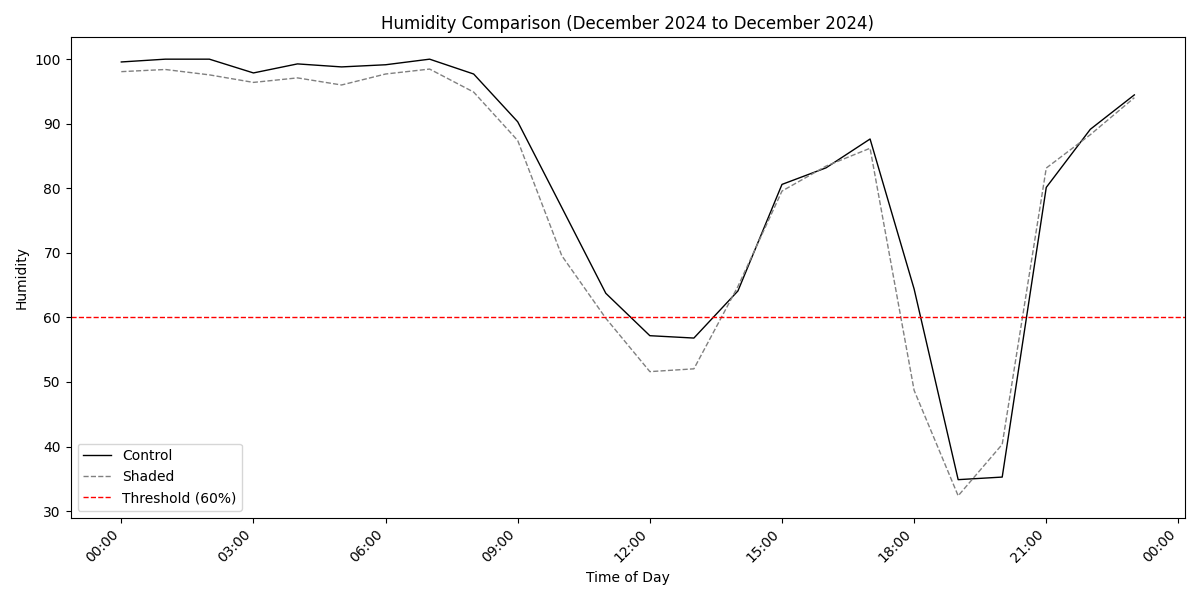 Humidity Comparison (December 2024 to December 2024)
100
90
80
70
60
50
40
30
Humidity
Control
Shaded
Threshold (60%)
00:00
03:00
06:00
09:00
12:00
15:00
18:00
21:00
00:00
Time of Day